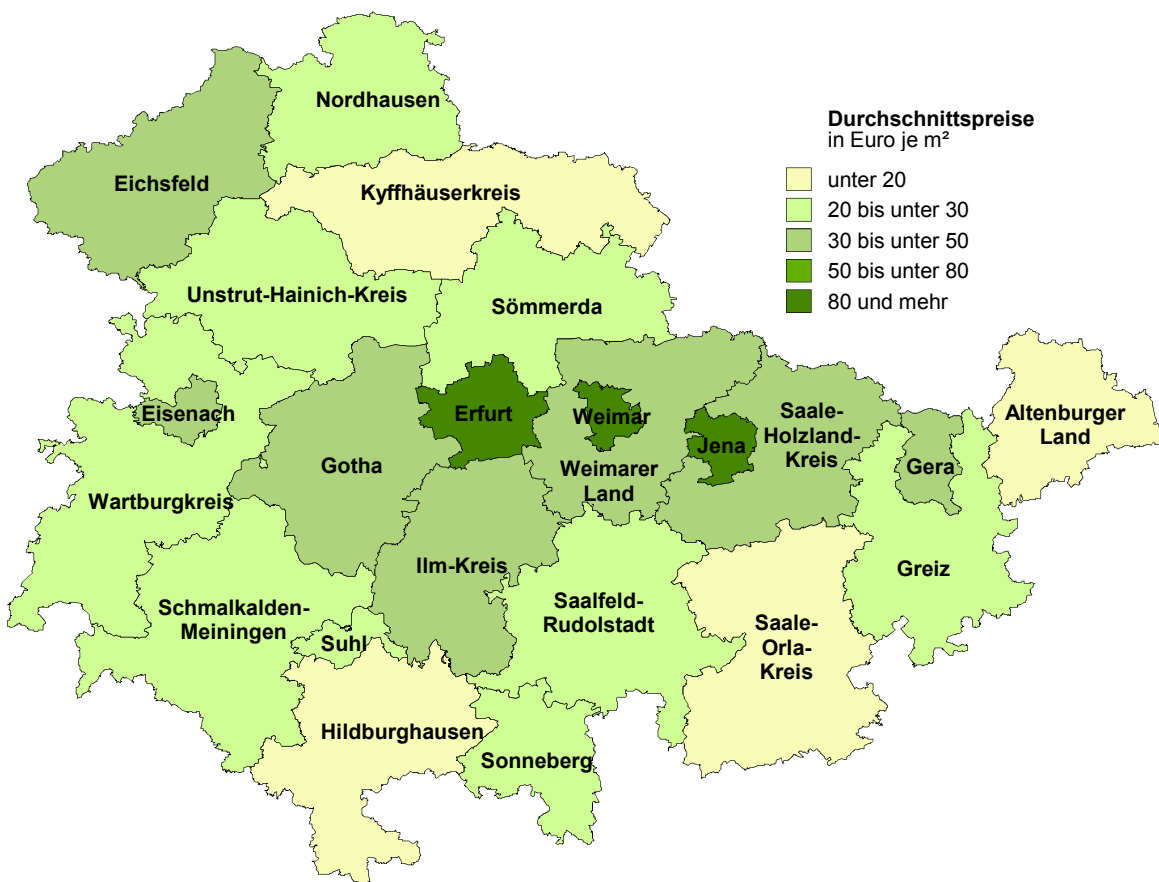 Nordhausen
Durchschnittspreise
in Euro je m²
unter 20
20 bis unter 30
30 bis unter 50
50 bis unter 80
80 und mehr
Eichsfeld
Kyffhäuserkreis
Unstrut-Hainich-Kreis
Sömmerda
Eisenach
Erfurt
Weimar
Jena
Saale-
Holzland-
Kreis
Altenburger
Land
Gotha
Weimarer
Land
Gera
Wartburgkreis
Ilm-Kreis
Greiz
Schmalkalden-
Meiningen
Saalfeld-
Rudolstadt
Suhl
Saale-
Orla-
Kreis
Hildburghausen
Sonneberg